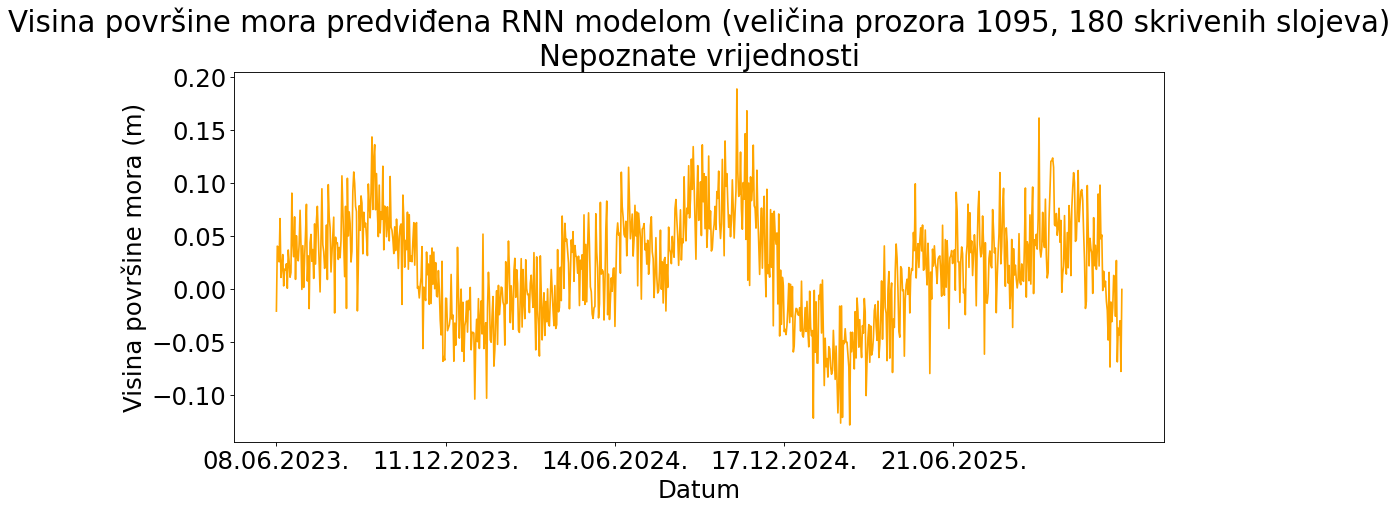 Visina površine mora predviđena RNN modelom (veličina prozora 1095, 180 skrivenih slojeva)
Nepoznate vrijednosti
Visina površine mora (m)
0.20
0.15
0.10
0.05
0.00
−0.05
−0.10
08.06.2023. 11.12.2023. 14.06.2024. 17.12.2024. 21.06.2025.
Datum